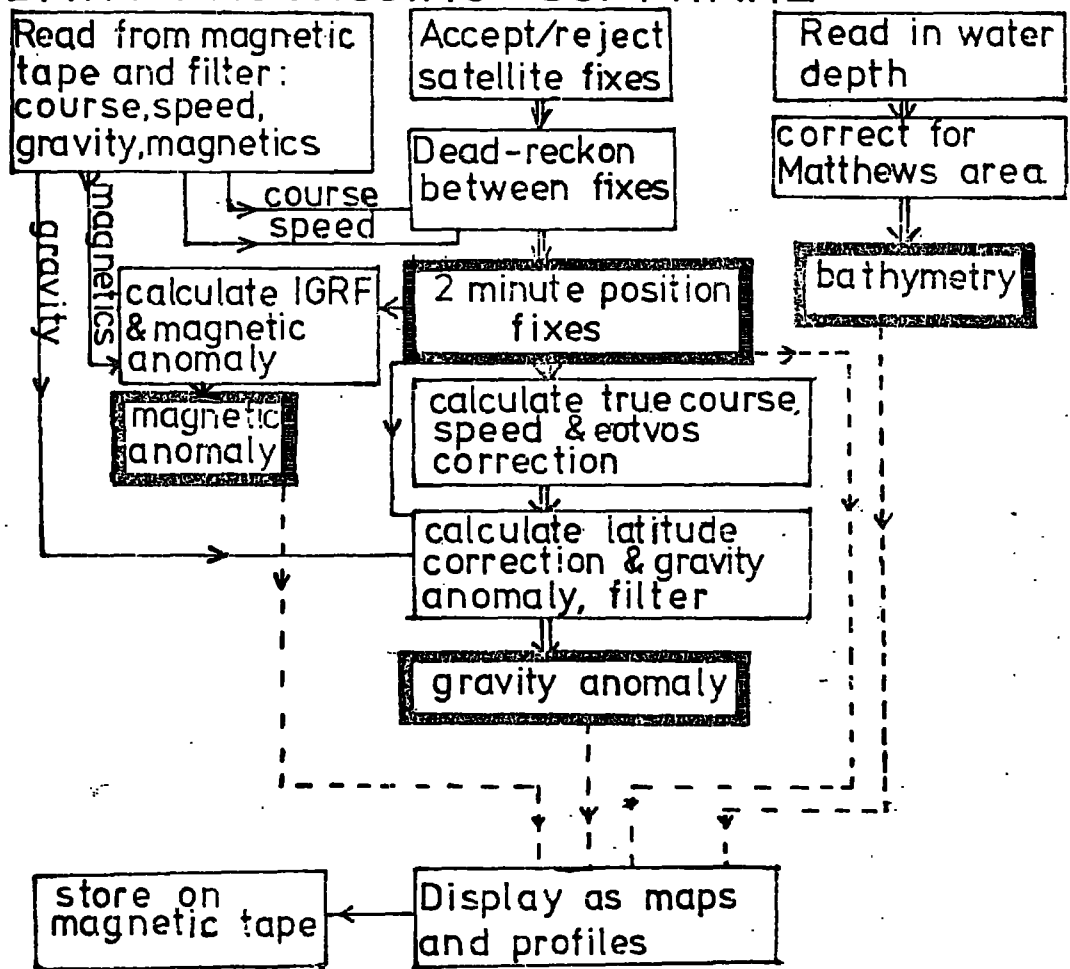 Read from magnetic
tape and filter:
course,speed,
gravity,magnetics
Accept/reject
satellite fixes
Read in water
depth
Dead-reckon
between fixes
correct for
Matthews area
course
speed
magnetics
gravity
bathymetry
calculate IGRF
& magnetic
anomaly
2 minute position
fixes
magnetic
anomaly
calculate true course,
speed & eotvos
correction
calculate latitude
correction & gravity
anomaly, filter
gravity anomaly
store on
magnetic tape
Display as maps
and profiles